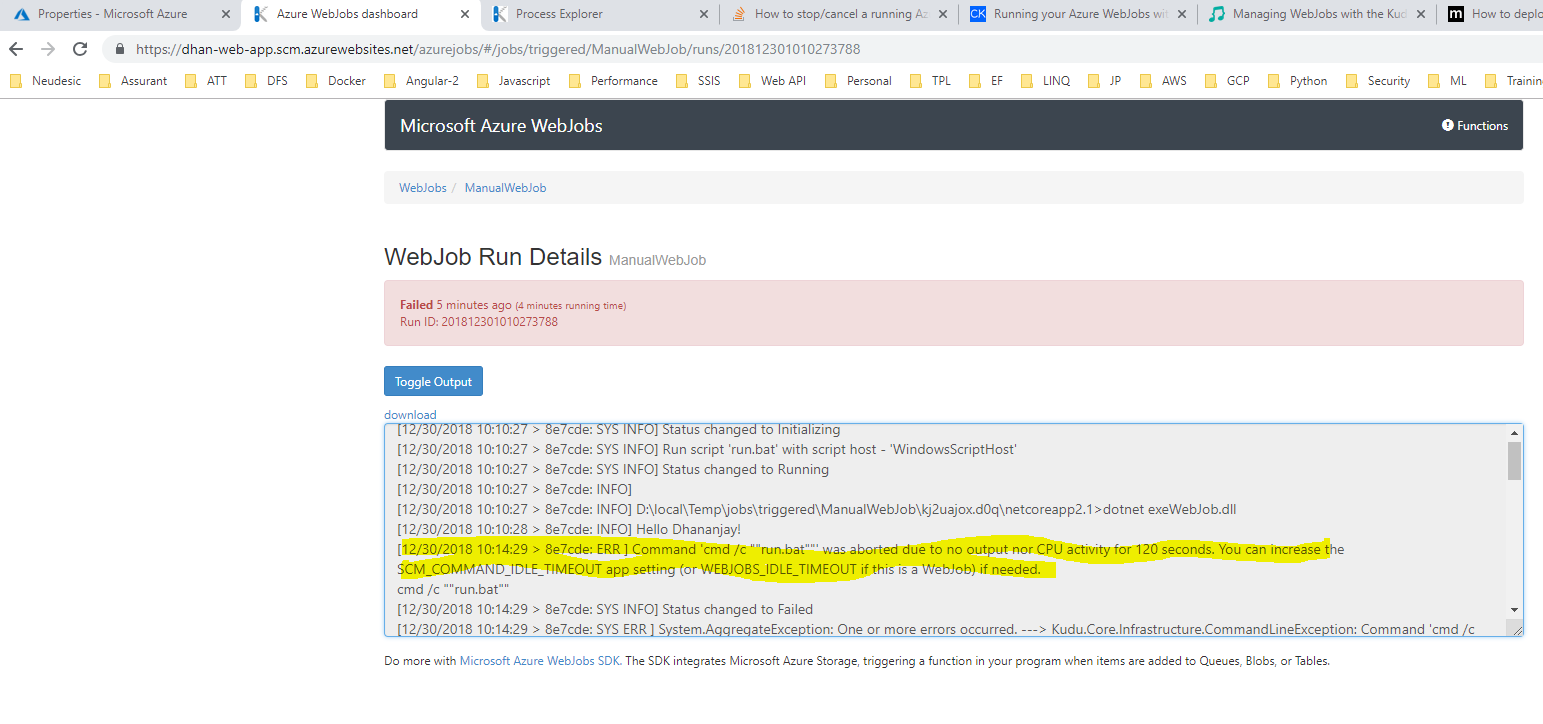 Properties - Microsoft Azure
Azure WebJobs dashboard
Process Explorer
How to stop/cancel a running Az
Running your Azure WebJobs wit
Managing WebJobs with the Kud
How to deplo
https://dhan-web-app.scm.azurewebsites.net/azurejobs/#/jobs/triggered/ManualWebJob/runs/201812301010273788
Neudesic Assurant ATT DFS Docker Angular-2 Javascript Performance SSIS Web API Personal TPL EF LINQ JP AWS GCP Python Security ML Trainin
Microsoft Azure WebJobs
Functions
WebJobs / ManualWebJob
WebJob Run Details ManualWebJob
Failed 5 minutes ago (4 minutes running time)
Run ID: 201812301010273788
Toggle Output
download
[12/30/2018 10:10:27 > 8e7cde: SYS INFO] Status changed to Initializing
[12/30/2018 10:10:27 > 8e7cde: SYS INFO] Run script 'run.bat' with script host - 'WindowsScriptHost'
[12/30/2018 10:10:27 > 8e7cde: SYS INFO] Status changed to Running
[12/30/2018 10:10:27 > 8e7cde: INFO]
[12/30/2018 10:10:27 > 8e7cde: INFO] D:\local\Temp\jobs\triggered\ManualWebJob\kj2uajox.d0q\netcoreapp2.1>dotnet exeWebJob.dll
[12/30/2018 10:10:28 > 8e7cde: INFO] Hello Dhananjay!
[12/30/2018 10:14:29 > 8e7cde: ERR ] Command 'cmd /c ""run.bat""' was aborted due to no output nor CPU activity for 120 seconds. You can increase the
SCM_COMMAND_IDLE_TIMEOUT app setting (or WEBJOBS_IDLE_TIMEOUT if this is a WebJob) if needed.
cmd /c ""run.bat""
[12/30/2018 10:14:29 > 8e7cde: SYS INFO] Status changed to Failed
[12/30/2018 10:14:29 > 8e7cde: SYS ERR ] System.AggregateException: One or more errors occurred. ---> Kudu.Core.Infrastructure.CommandLineException: Command 'cmd /c
Do more with Microsoft Azure WebJobs SDK. The SDK integrates Microsoft Azure Storage, triggering a function in your program when items are added to Queues, Blobs, or Tables.